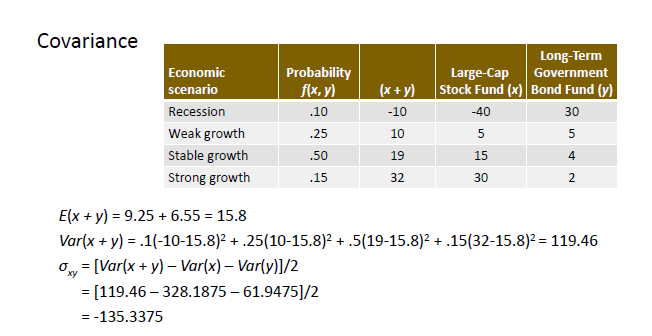 Covariance
Economic scenario | Probability f(x, y) | (x + y) | Large-Cap Stock Fund (x) | Long-Term Government Bond Fund (y)
Recession | .10 | -10 | -40 | 30
Weak growth | .25 | 10 | 5 | 5
Stable growth | .50 | 19 | 15 | 4
Strong growth | .15 | 32 | 30 | 2
E(x + y) = 9.25 + 6.55 = 15.8
Var(x + y) = .1(-10-15.8)² + .25(10-15.8)² + .5(19-15.8)² + .15(32-15.8)² = 119.46
σxy = [Var(x + y) – Var(x) – Var(y)]/2
= [119.46 – 328.1875 – 61.9475]/2
= -135.3375